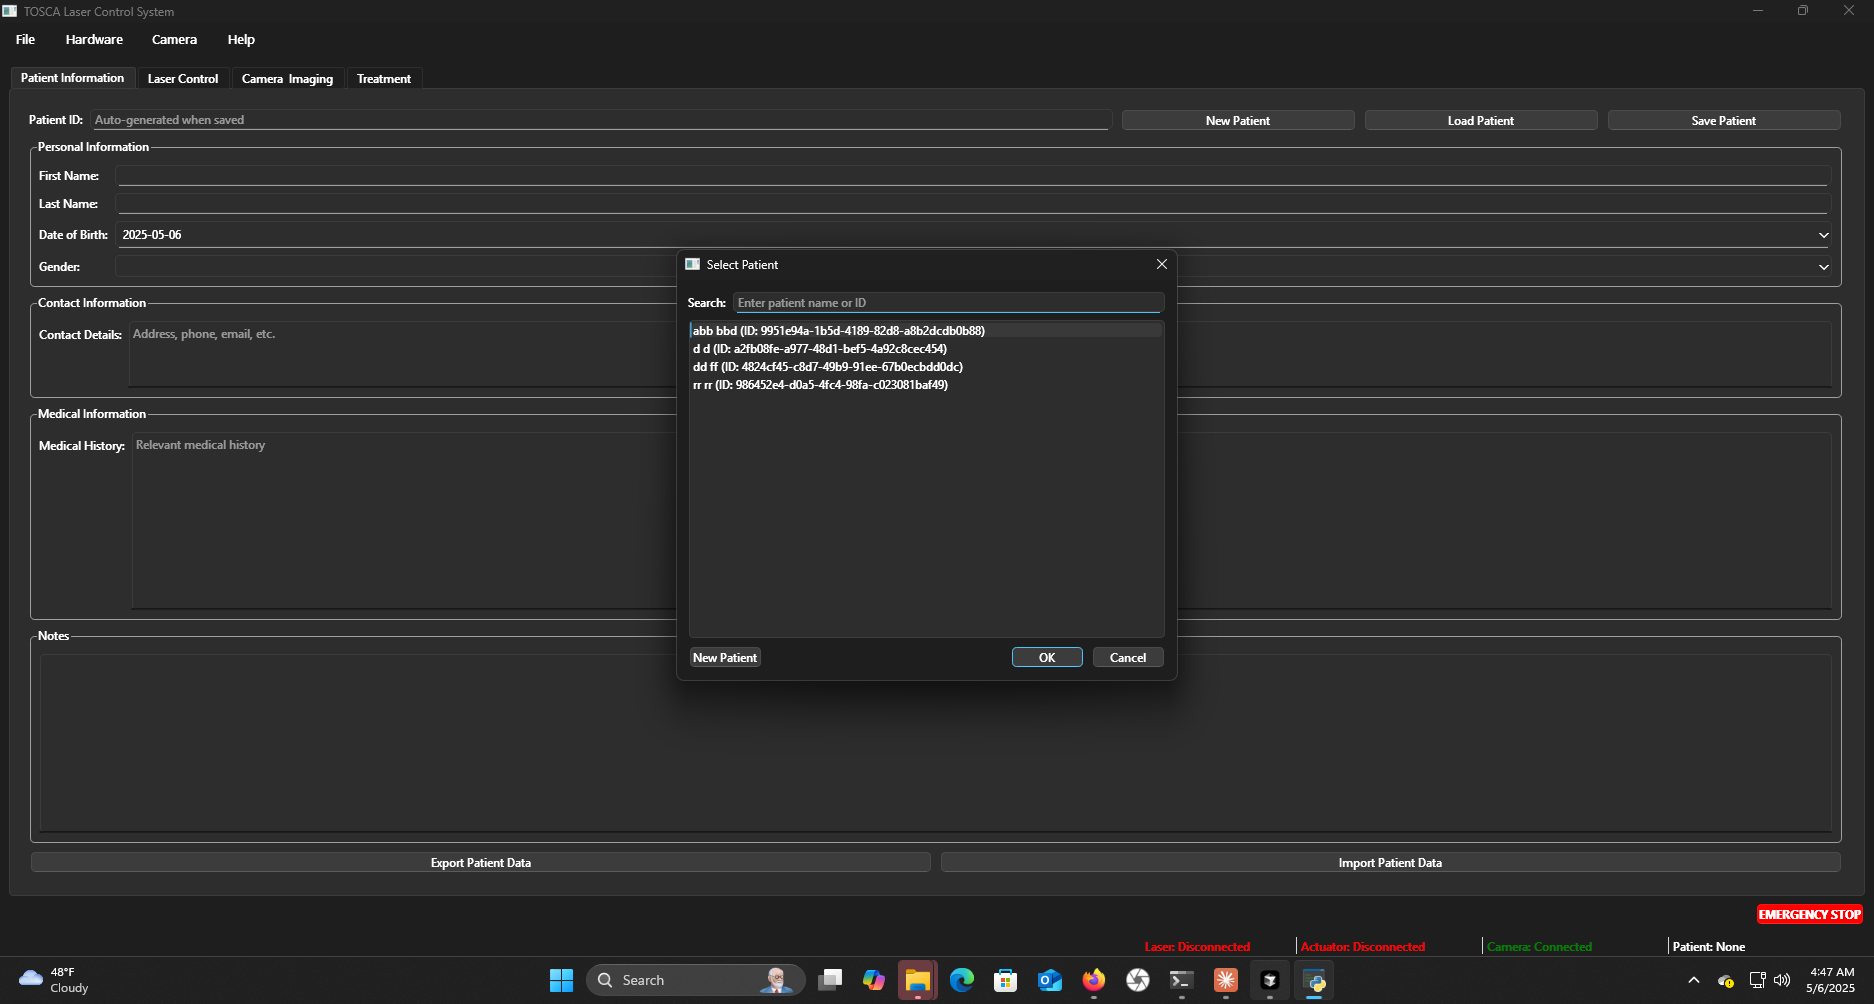 TOSCA Laser Control System
File Hardware Camera Help
Patient Information Laser Control Camera Imaging Treatment
Patient ID: Auto-generated when saved New Patient Load Patient Save Patient
Personal Information
First Name:
Last Name:
Date of Birth: 2025-05-06
Gender:
Contact Information
Contact Details: Address, phone, email, etc.
Medical Information
Medical History: Relevant medical history
Notes
Select Patient
Search: Enter patient name or ID
abb bbd (ID: 9951e94a-1b5d-4189-82d8-a8b2dcdb0b88)
d d (ID: a2fb08fe-a977-48d1-bef5-4a92c8cec454)
dd ff (ID: 4824cf45-c8d7-49b9-91ee-67b0ecbdd0dc)
rr rr (ID: 986452e4-d0a5-4fc4-98fa-c023081baf49)
New Patient OK Cancel
Export Patient Data Import Patient Data
EMERGENCY STOP
Laser: Disconnected Actuator: Disconnected Camera: Connected Patient: None
48°F
Cloudy
Search
4:47 AM
5/6/2025